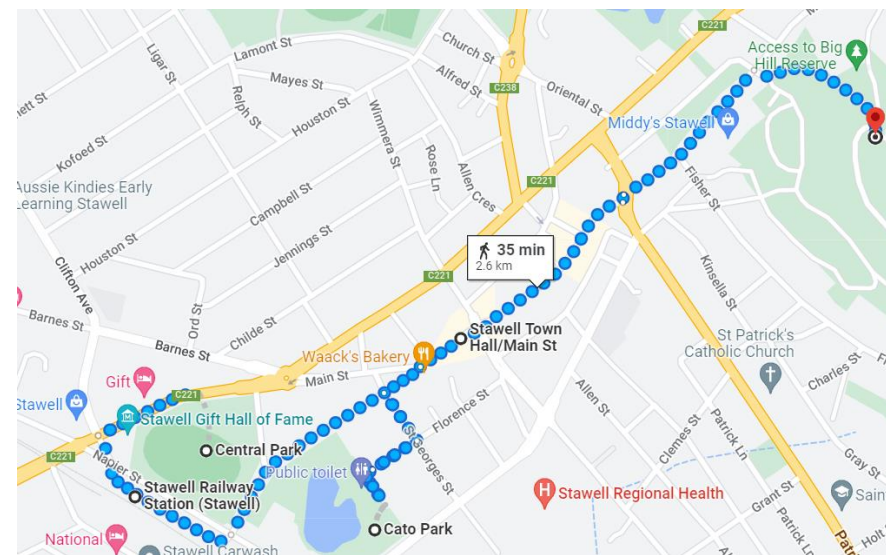 C221
Access to Big
Hill Reserve
Lamont St
Church St
Ligar St
Mayes St
Alfred St
C238
Oriental St
nett St
Relph St
Houston St
Wimmera St
Middy's Stawell
Kofoed St
Rose Ln
Allen Cres
C221
Fisher St
Aussie Kindies Early
Learning Stawell
Campbell St
35 min
2.6 km
Houston St
Jennings St
C221
Clifton Ave
Kinsella St
Ord St
Barnes St
Childe St
Stawell Town
Hall/Main St
St Patrick's
Catholic Church
Barnes St
Waack's Bakery
Main St
Charles St
Gift
C221
Allen St
Stawell
Stawell Gift Hall of Fame
Florence St
Patrick Ln
Clemes St
St Georges St
Central Park
C221
Napier St
Public toilet
Gray St
Stawell Railway
Station (Stawell)
Stawell Regional Health
Grant St
Sain
Cato Park
Patrick Ln
National
Stawell Carwash
Patr
Holt